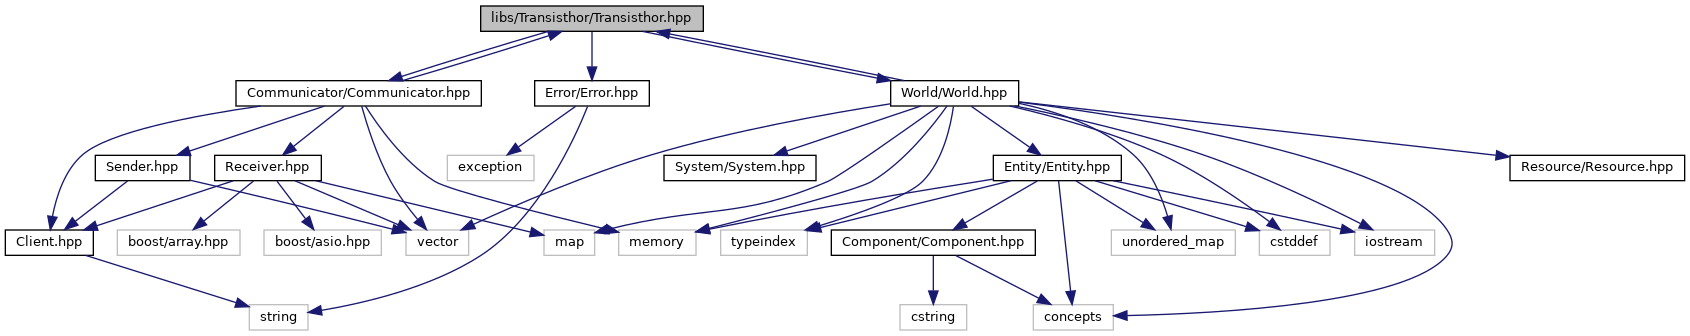 libs/Transisthor/Transisthor.hpp
Communicator/Communicator.hpp
Error/Error.hpp
World/World.hpp
Sender.hpp
Receiver.hpp
exception
System/System.hpp
Entity/Entity.hpp
Resource/Resource.hpp
Client.hpp
boost/array.hpp
boost/asio.hpp
vector
map
memory
typeindex
Component/Component.hpp
unordered_map
cstddef
iostream
string
cstring
concepts